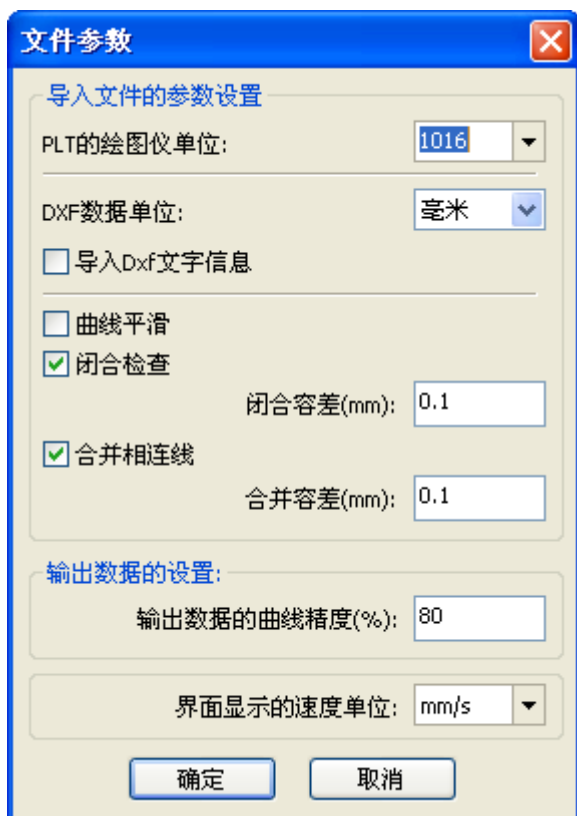 文件参数
导入文件的参数设置
PLT的绘图仪单位: 1016
DXF数据单位: 毫米
导入Dxf文字信息
曲线平滑
闭合检查
闭合容差(mm): 0.1
合并相连线
合并容差(mm): 0.1
输出数据的设置:
输出数据的曲线精度(%): 80
界面显示的速度单位: mm/s
确定 取消